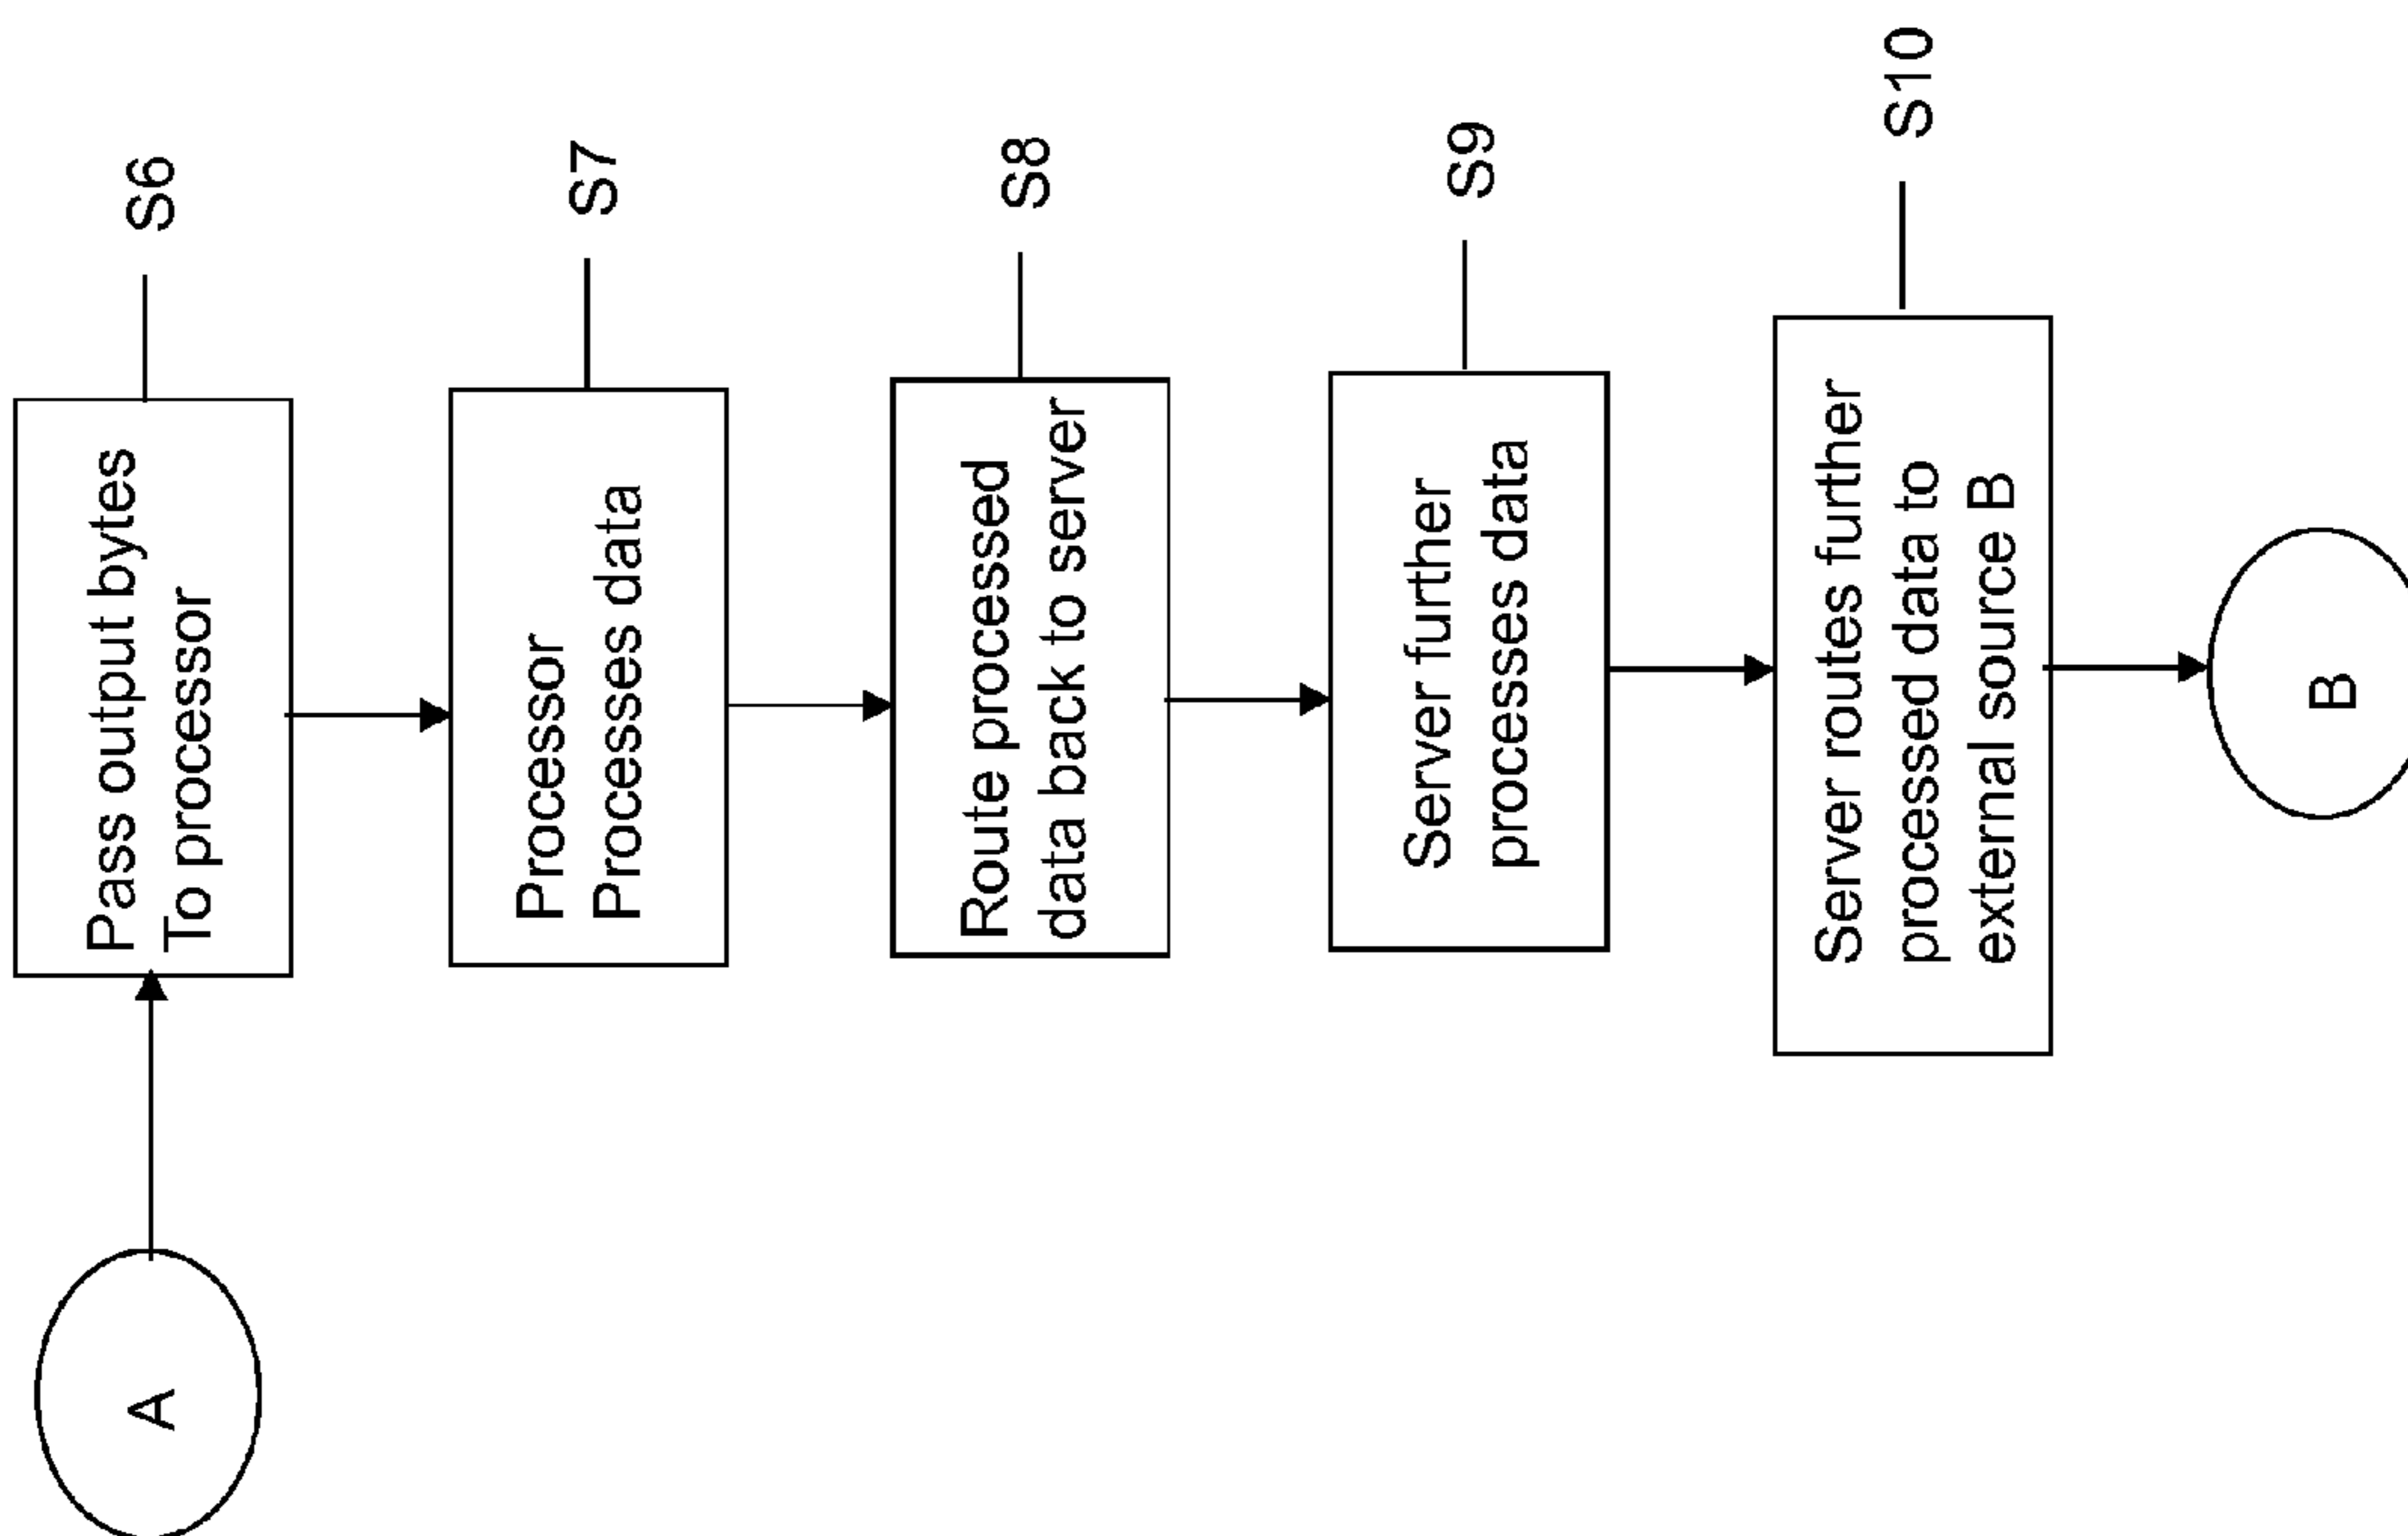 A
Pass output bytes
To processor
S6
Processor
Processes data
S7
Route processed
data back to server
S8
Server further
processes data
S9
Server routes further
processed data to
external source B
S10
B